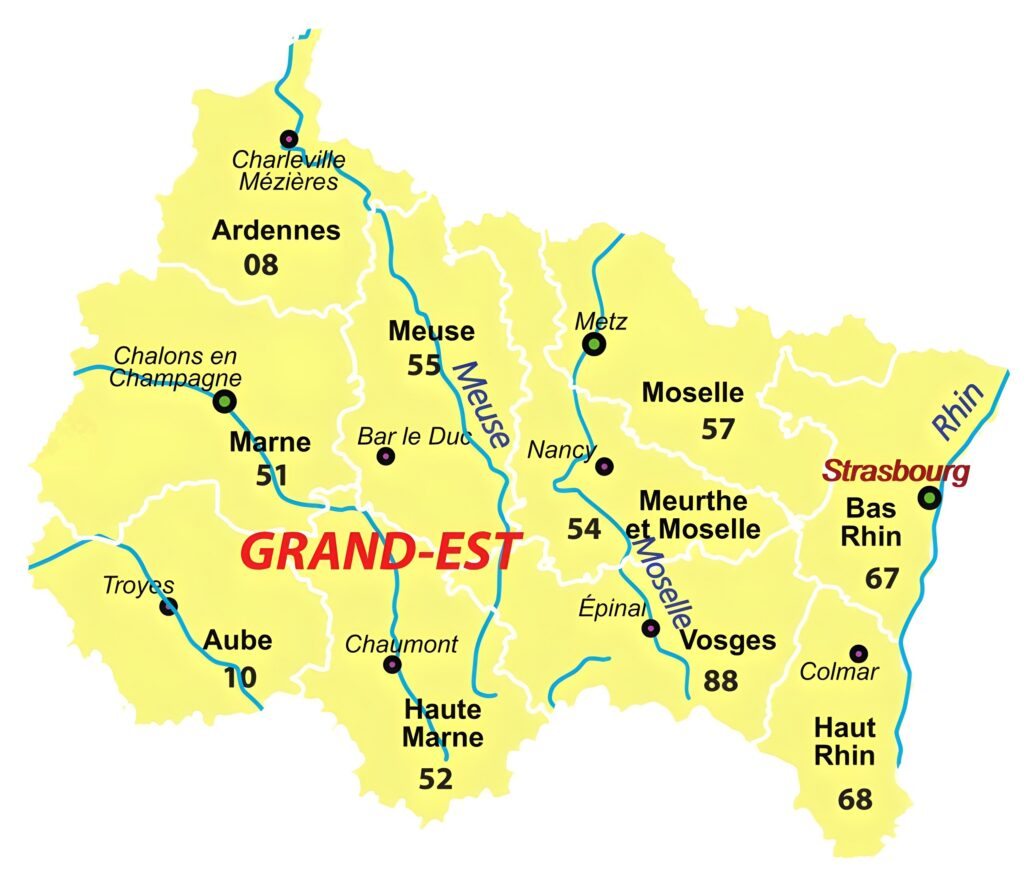 Charleville
Mézières
Ardennes
08
Metz
Meuse
55
Meuse
Chalons en
Champagne
Moselle
57
Rhin
Marne
51
Bar le Duc
Nancy
Strasbourg
Meurthe
et Moselle
54
Bas
Rhin
67
GRAND-EST
Moselle
Troyes
Épinal
Aube
10
Chaumont
Vosges
88
Colmar
Haute
Marne
52
Haut
Rhin
68